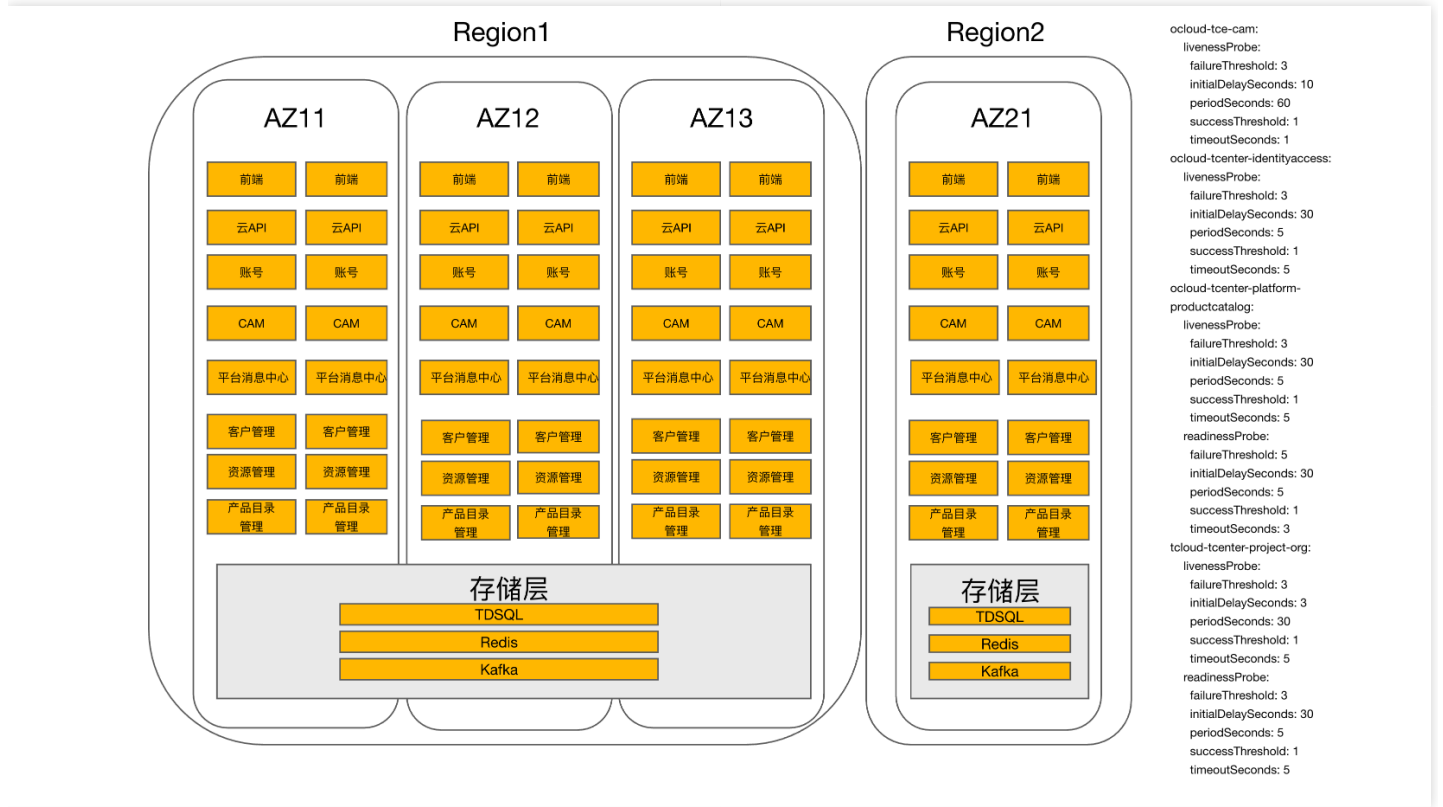 Region1
AZ11
前端
前端
云API
云API
账号
账号
CAM
CAM
平台消息中心
平台消息中心
客户管理
客户管理
资源管理
资源管理
产品目录
管理
产品目录
管理
AZ12
前端
前端
云API
云API
账号
账号
CAM
CAM
平台消息中心
平台消息中心
客户管理
客户管理
资源管理
资源管理
产品目录
管理
产品目录
管理
AZ13
前端
前端
云API
云API
账号
账号
CAM
CAM
平台消息中心
平台消息中心
客户管理
客户管理
资源管理
资源管理
产品目录
管理
产品目录
管理
存储层
TDSQL
Redis
Kafka
Region2
AZ21
前端
前端
云API
云API
账号
账号
CAM
CAM
平台消息中心
平台消息中心
客户管理
客户管理
资源管理
资源管理
产品目录
管理
产品目录
管理
存储层
TDSQL
Redis
Kafka
ocloud-tce-cam:
livenessProbe:
failureThreshold: 3
initialDelaySeconds: 10
periodSeconds: 60
successThreshold: 1
timeoutSeconds: 1
ocloud-tcenter-identityaccess:
livenessProbe:
failureThreshold: 3
initialDelaySeconds: 30
periodSeconds: 5
successThreshold: 1
timeoutSeconds: 5
ocloud-tcenter-platform-
productcatalog:
livenessProbe:
failureThreshold: 3
initialDelaySeconds: 30
periodSeconds: 5
successThreshold: 1
timeoutSeconds: 5
readinessProbe:
failureThreshold: 5
initialDelaySeconds: 30
periodSeconds: 5
successThreshold: 1
timeoutSeconds: 3
tcloud-tcenter-project-org:
livenessProbe:
failureThreshold: 3
initialDelaySeconds: 3
periodSeconds: 30
successThreshold: 1
timeoutSeconds: 5
readinessProbe:
failureThreshold: 3
initialDelaySeconds: 30
periodSeconds: 5
successThreshold: 1
timeoutSeconds: 5